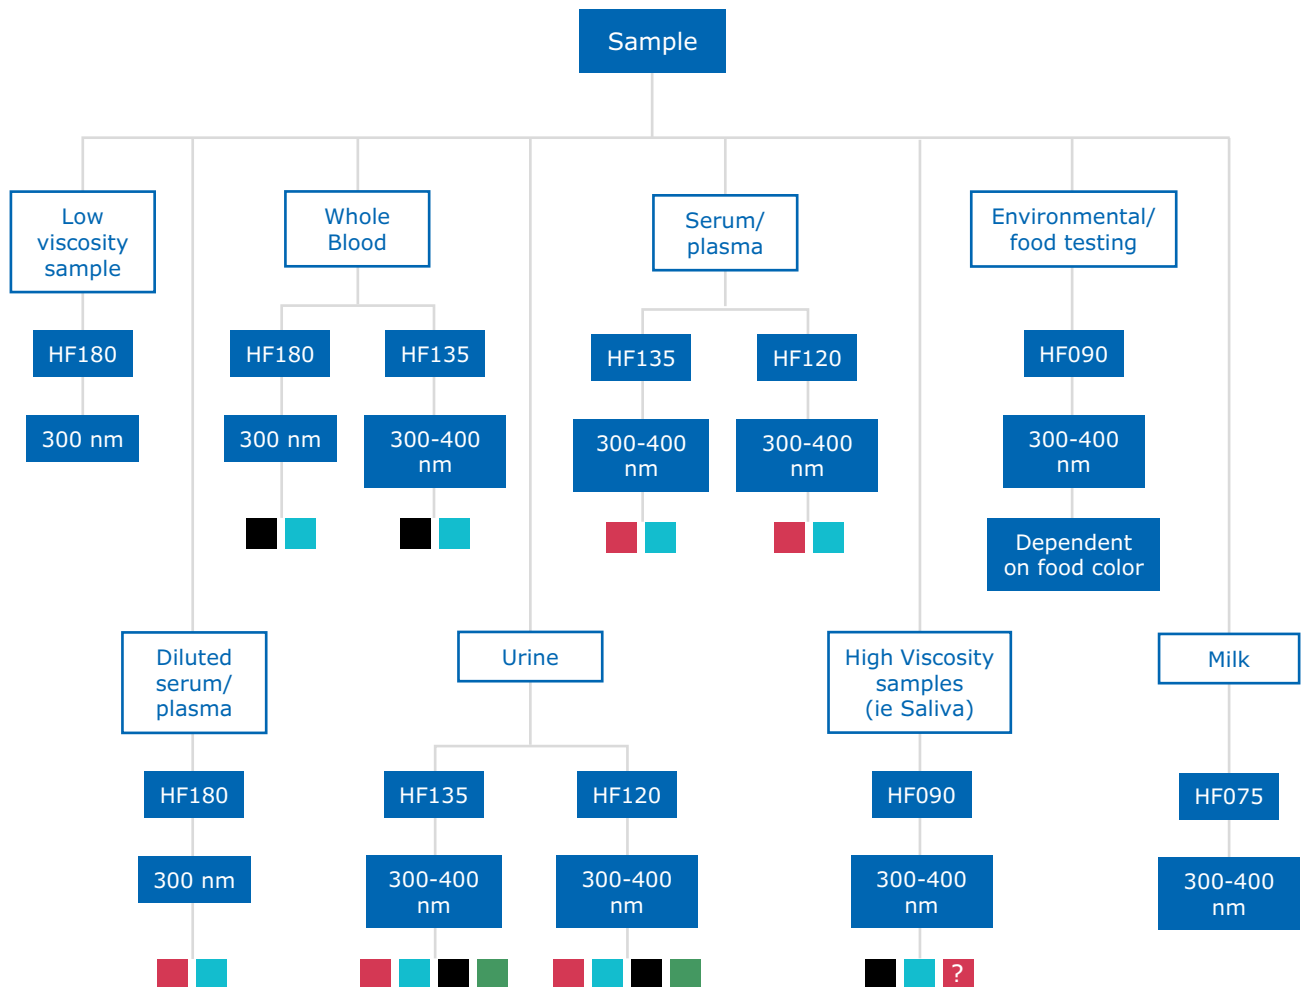 Sample
Low
viscosity
sample
HF180
300 nm
Whole
Blood
HF180
300 nm
HF135
300-400
nm
Serum/
plasma
HF135
300-400
nm
HF120
300-400
nm
Environmental/
food testing
HF090
300-400
nm
Dependent
on food color
Diluted
serum/
plasma
HF180
300 nm
Urine
HF135
300-400
nm
HF120
300-400
nm
High Viscosity
samples
(ie Saliva)
HF090
300-400
nm
?
Milk
HF075
300-400
nm